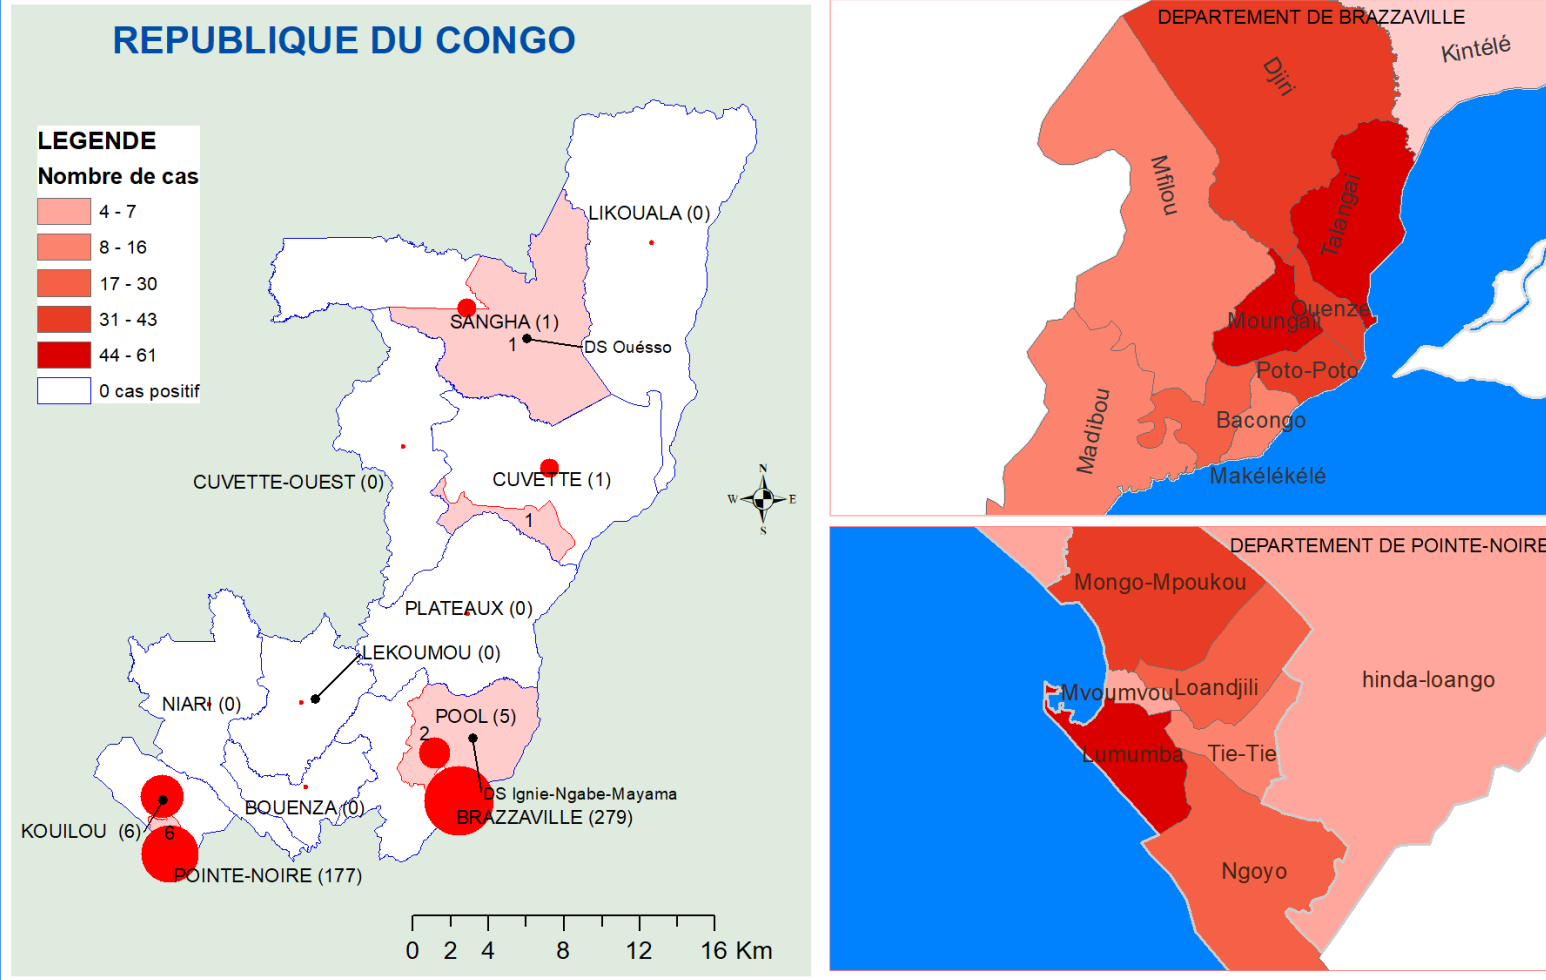 REPUBLIQUE DU CONGO
LEGENDE
Nombre de cas
4 - 7
8 - 16
17 - 30
31 - 43
44 - 61
0 cas positif
LIKOUALA (0)
SANGHA (1)
1
DS Ouésso
CUVETTE-OUEST (0)
CUVETTE (1)
1
N
W
E
S
PLATEAUX (0)
LEKOUMOU (0)
NIARI (0)
POOL (5)
2
DS Ignie-Ngabe-Mayama
BOUENZA (0)
BRAZZAVILLE (279)
KOUILOU (6)
6
POINTE-NOIRE (177)
0 2 4 8 12 16 Km
DEPARTEMENT DE BRAZZAVILLE
Kintélé
Djiri
Mfilou
Talangai
Ouenze
Moungali
Poto-Poto
Madibou
Bacongo
Makélékélé
DEPARTEMENT DE POINTE-NOIRE
Mongo-Mpoukou
hinda-loango
Mvoumvou
Loandjili
Lumumba
Tie-Tie
Ngoyo